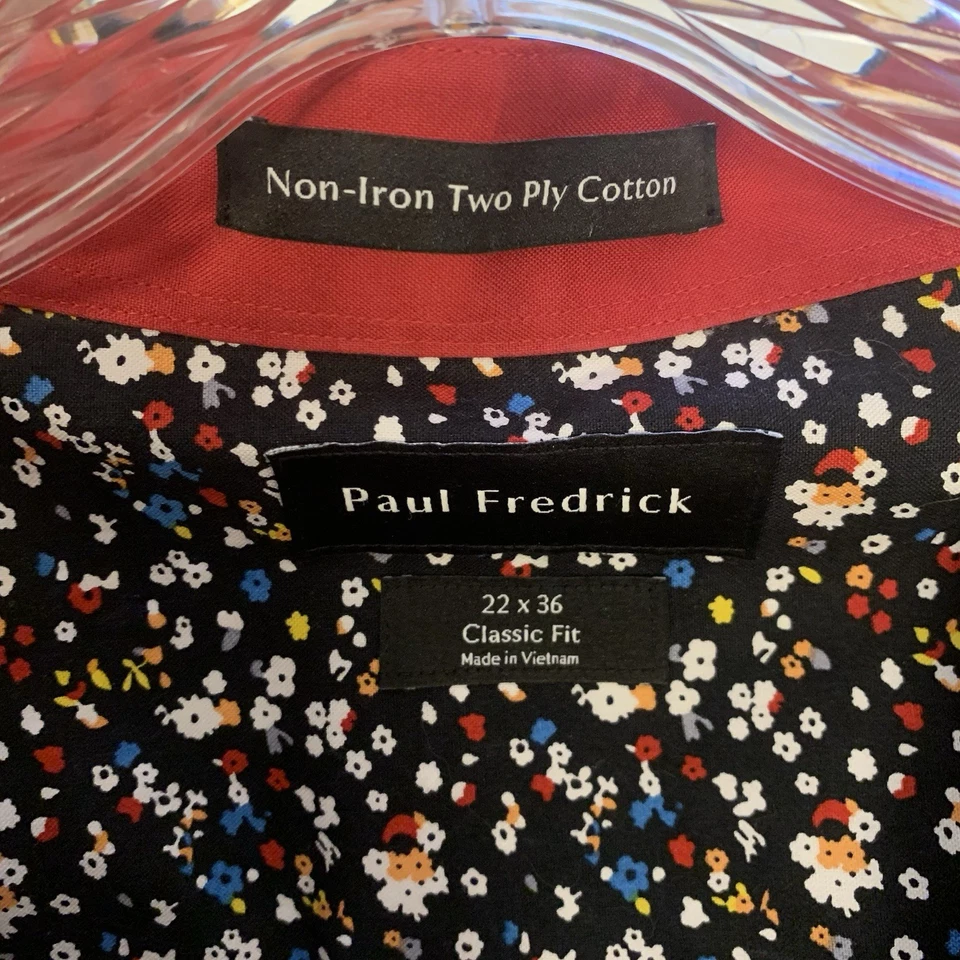 Non-Iron Two Ply Cotton
Paul Fredrick
22 x 36
Classic Fit
Made in Vietnam